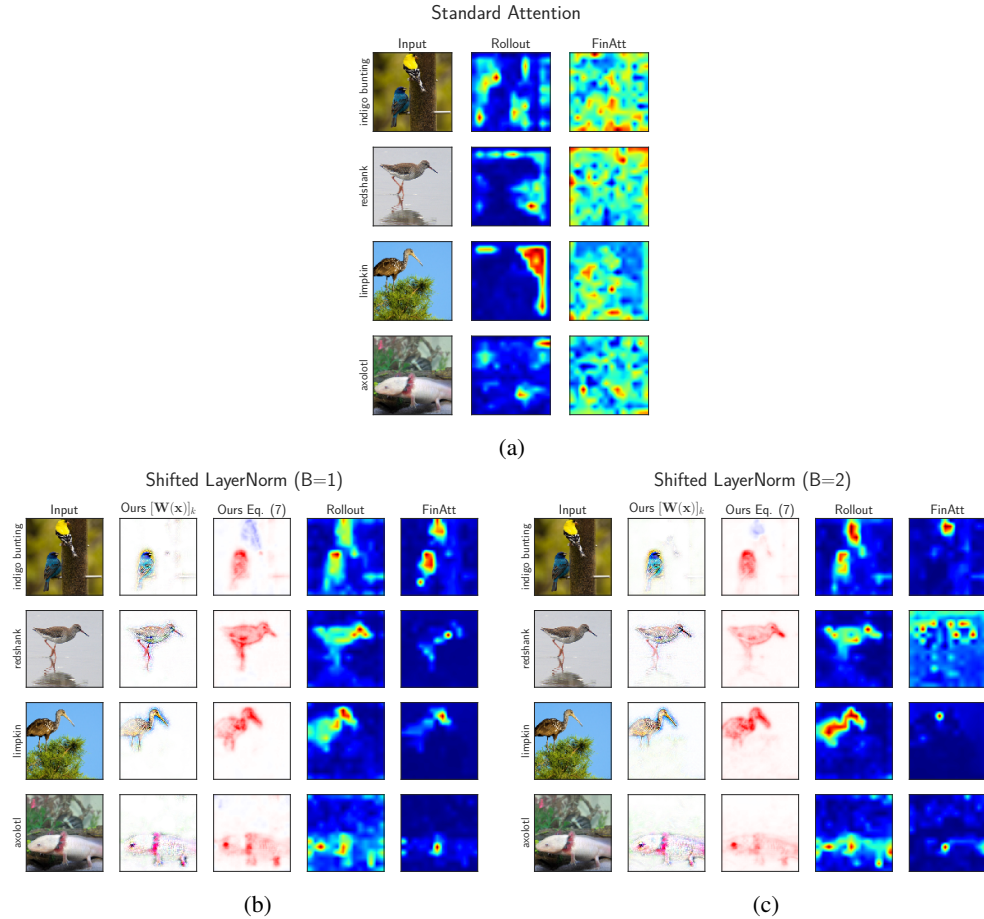 Standard Attention
Input Rollout FinAtt
indigo bunting
redshank
limpkin
axolotl
(a)
Shifted LayerNorm (B=1)
Input Ours [W(x)]k Ours Eq. (7) Rollout FinAtt
indigo bunting
redshank
limpkin
axolotl
(b)
Shifted LayerNorm (B=2)
Input Ours [W(x)]k Ours Eq. (7) Rollout FinAtt
indigo bunting
redshank
limpkin
axolotl
(c)